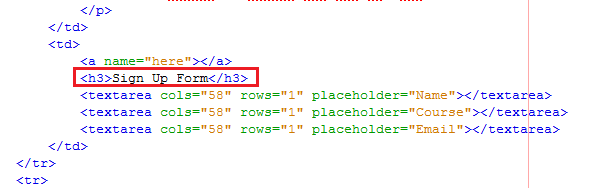 </p>
</td>
<td>
<a name="here"></a>
<h3>Sign Up Form</h3>
<textarea cols="58" rows="1" placeholder="Name"></textarea>
<textarea cols="58" rows="1" placeholder="Course"></textarea>
<textarea cols="58" rows="1" placeholder="Email"></textarea>
</td>
</tr>
<tr>